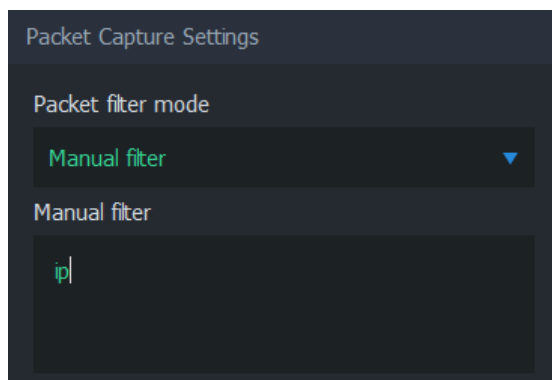 Packet Capture Settings
Packet filter mode
Manual filter
Manual filter
ip